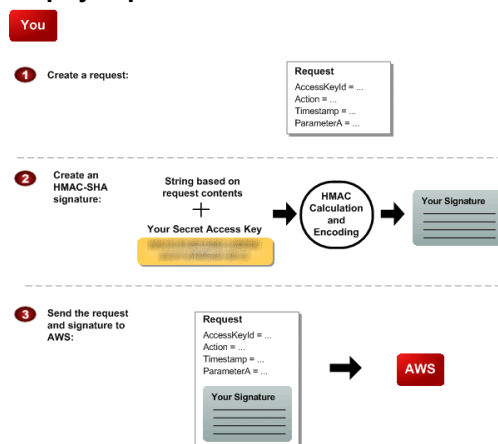 You
1
Create a request:
Request
AccessKeyId = ...
Action = ...
Timestamp = ...
ParameterA = ...
2
Create an
HMAC-SHA
signature:
String based on
request contents
+
Your Secret Access Key
HMAC
Calculation
and
Encoding
Your Signature
3
Send the request
and signature to
AWS:
Request
AccessKeyId = ...
Action = ...
Timestamp = ...
ParameterA = ...
Your Signature
AWS